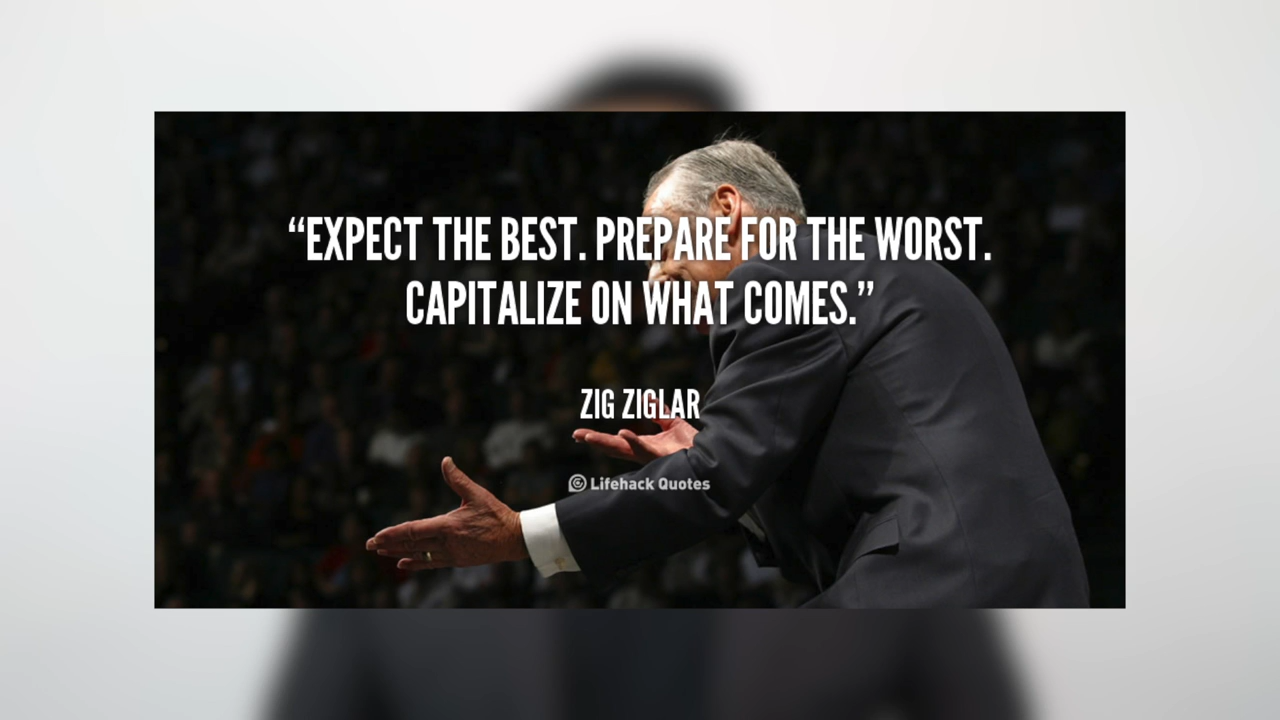 “EXPECT THE BEST. PREPARE FOR THE WORST.
CAPITALIZE ON WHAT COMES.”
ZIG ZIGLAR
Lifehack Quotes